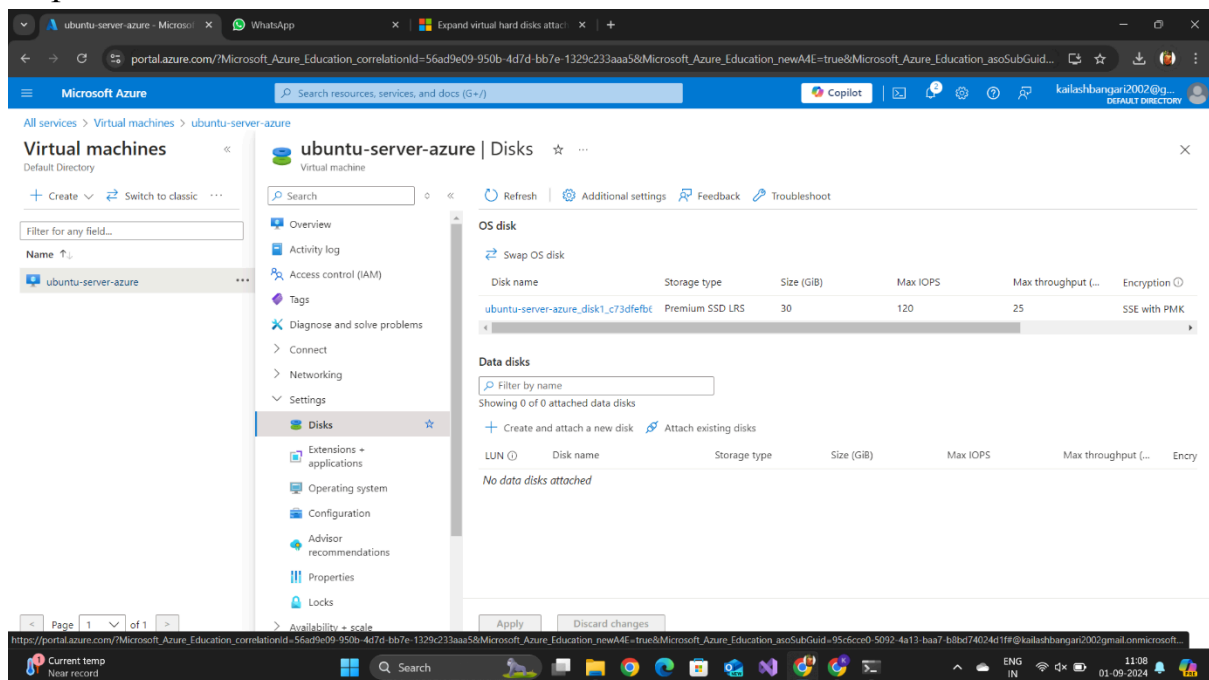 ubuntu-server-azure - Microsof
WhatsApp
Expand virtual hard disks attach
portal.azure.com/?Microsoft_Azure_Education_correlationId=56ad9e09-950b-4d7d-bb7e-1329c233aaa5&Microsoft_Azure_Education_newA4E=true&Microsoft_Azure_Education_asoSubGuid...
Microsoft Azure
Search resources, services, and docs (G+/)
Copilot
2
kailashbangari2002@g...
DEFAULT DIRECTORY
All services > Virtual machines > ubuntu-server-azure
Virtual machines
Default Directory
Create
Switch to classic
Filter for any field...
Name ↑↓
ubuntu-server-azure
Page 1 of 1
ubuntu-server-azure | Disks
Virtual machine
Search
Overview
Activity log
Access control (IAM)
Tags
Diagnose and solve problems
Connect
Networking
Settings
Disks
Extensions +
applications
Operating system
Configuration
Advisor
recommendations
Properties
Locks
Availability + scale
Refresh
Additional settings
Feedback
Troubleshoot
OS disk
Swap OS disk
Disk name Storage type Size (GiB) Max IOPS Max throughput (... Encryption
ubuntu-server-azure_disk1_c73dfefb6 Premium SSD LRS 30 120 25 SSE with PMK
Data disks
Filter by name
Showing 0 of 0 attached data disks
Create and attach a new disk
Attach existing disks
LUN Disk name Storage type Size (GiB) Max IOPS Max throughput (... Encry
No data disks attached
Apply
Discard changes
https://portal.azure.com/?Microsoft_Azure_Education_correlationId=56ad9e09-950b-4d7d-bb7e-1329c233aaa5&Microsoft_Azure_Education_newA4E=true&Microsoft_Azure_Education_asoSubGuid=95c6cce0-5092-4a13-baa7-b8bd74024d1f#@kailashbangari2002gmail.onmicrosoft...
Current temp
Near record
Search
ENG
IN
11:08
01-09-2024